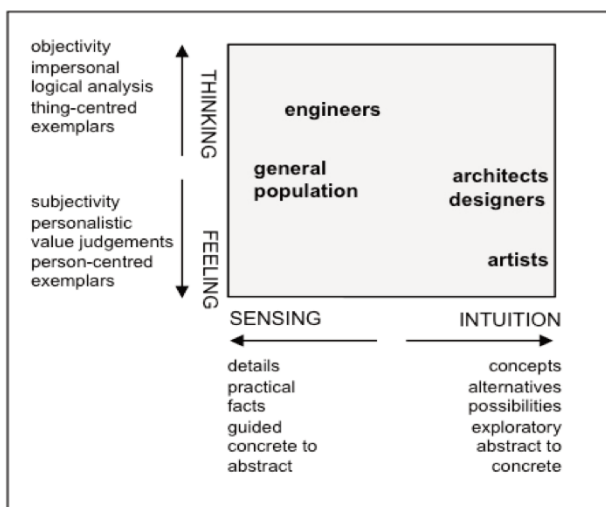 objectivity
impersonal
logical analysis
thing-centred
exemplars
THINKING
subjectivity
personalistic
value judgements
person-centred
exemplars
FEELING
engineers
general
population
architects
designers
artists
SENSING
INTUITION
details
practical
facts
guided
concrete to
abstract
concepts
alternatives
possibilities
exploratory
abstract to
concrete